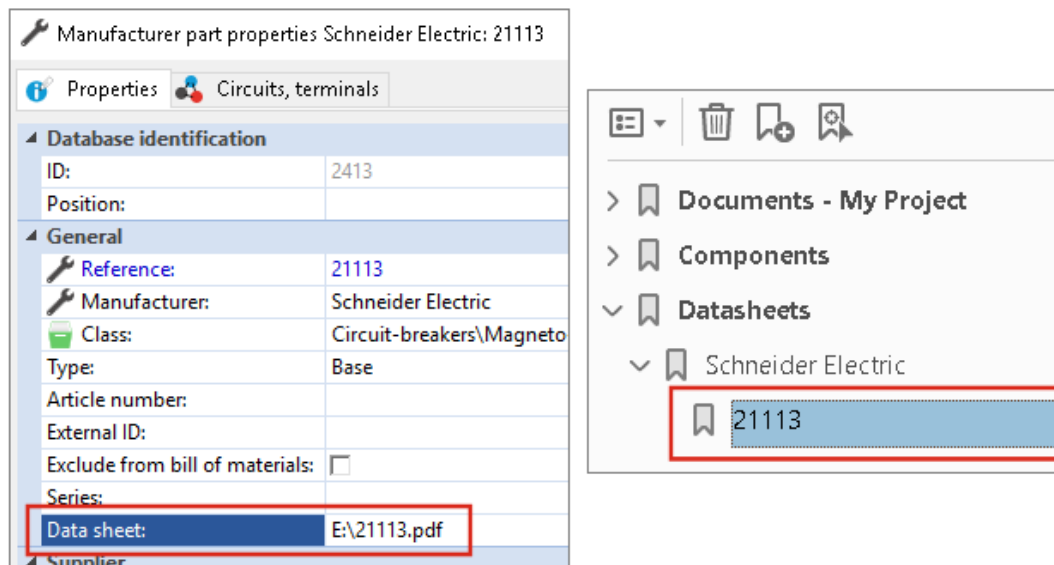 Manufacturer part properties Schneider Electric: 21113
Properties Circuits, terminals
Database identification
ID: 2413
Position:
General
Reference: 21113
Manufacturer: Schneider Electric
Class: Circuit-breakers\Magneto
Type: Base
Article number:
External ID:
Exclude from bill of materials:
Series:
Data sheet: E:\21113.pdf
Supplier
Documents - My Project
Components
Datasheets
Schneider Electric
21113